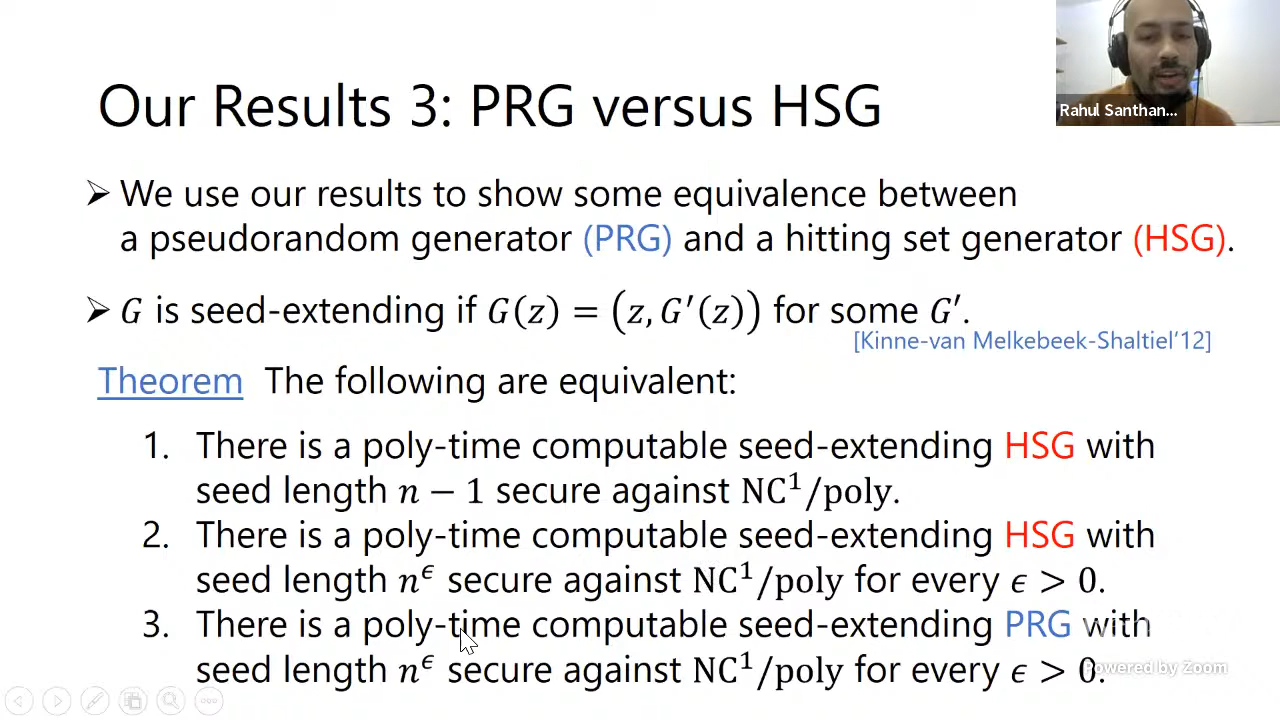 Our Results 3: PRG versus HSG
Rahul Santhan...
➢ We use our results to show some equivalence between
a pseudorandom generator (PRG) and a hitting set generator (HSG).
➢ G is seed-extending if G(z) = (z, G′(z)) for some G′.
[Kinne-van Melkebeek-Shaltiel’12]
Theorem The following are equivalent:
1. There is a poly-time computable seed-extending HSG with
seed length n − 1 secure against NC¹/poly.
2. There is a poly-time computable seed-extending HSG with
seed length n^ϵ secure against NC¹/poly for every ϵ > 0.
3. There is a poly-time computable seed-extending PRG with
seed length n^ϵ secure against NC¹/poly for every ϵ > 0.
Powered by Zoom